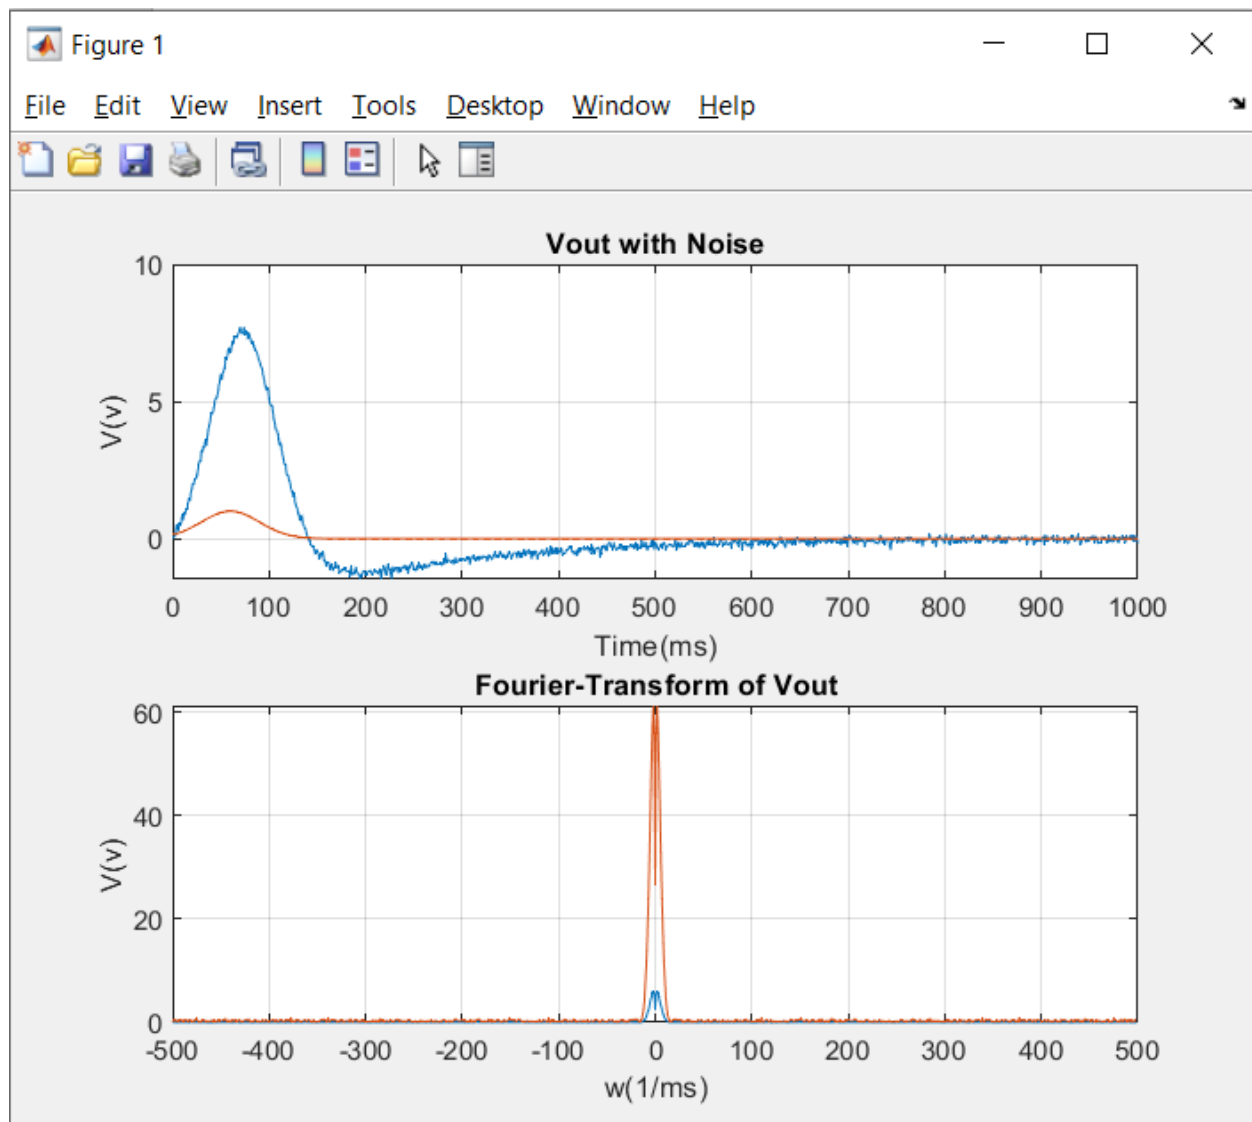 Figure 1
File Edit View Insert Tools Desktop Window Help
Vout with Noise
10
5
0
V(v)
0 100 200 300 400 500 600 700 800 900 1000
Time(ms)
Fourier-Transform of Vout
60
40
20
0
V(v)
-500 -400 -300 -200 -100 0 100 200 300 400 500
w(1/ms)